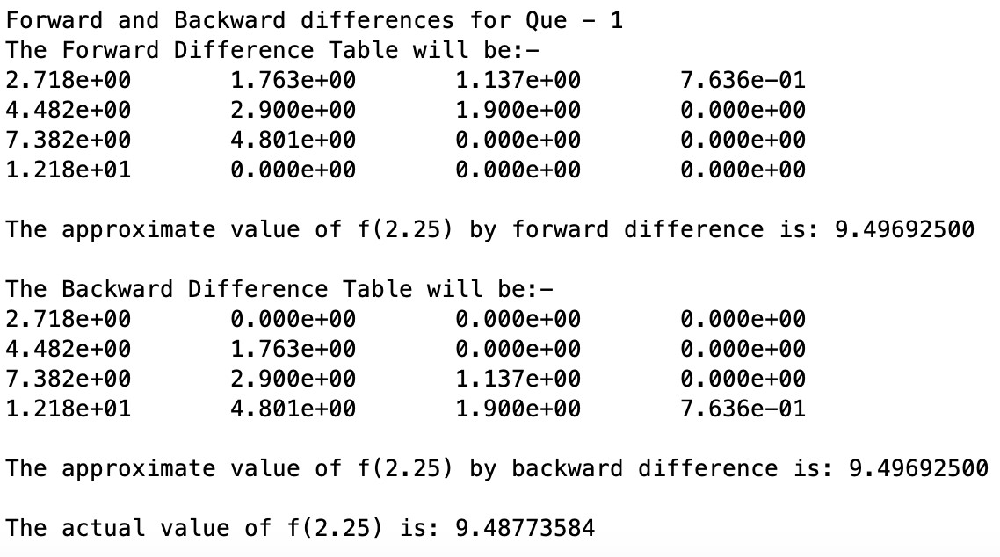 Forward and Backward differences for Que - 1
The Forward Difference Table will be:-
2.718e+00 1.763e+00 1.137e+00 7.636e-01
4.482e+00 2.900e+00 1.900e+00 0.000e+00
7.382e+00 4.801e+00 0.000e+00 0.000e+00
1.218e+01 0.000e+00 0.000e+00 0.000e+00
The approximate value of f(2.25) by forward difference is: 9.49692500
The Backward Difference Table will be:-
2.718e+00 0.000e+00 0.000e+00 0.000e+00
4.482e+00 1.763e+00 0.000e+00 0.000e+00
7.382e+00 2.900e+00 1.137e+00 0.000e+00
1.218e+01 4.801e+00 1.900e+00 7.636e-01
The approximate value of f(2.25) by backward difference is: 9.49692500
The actual value of f(2.25) is: 9.48773584